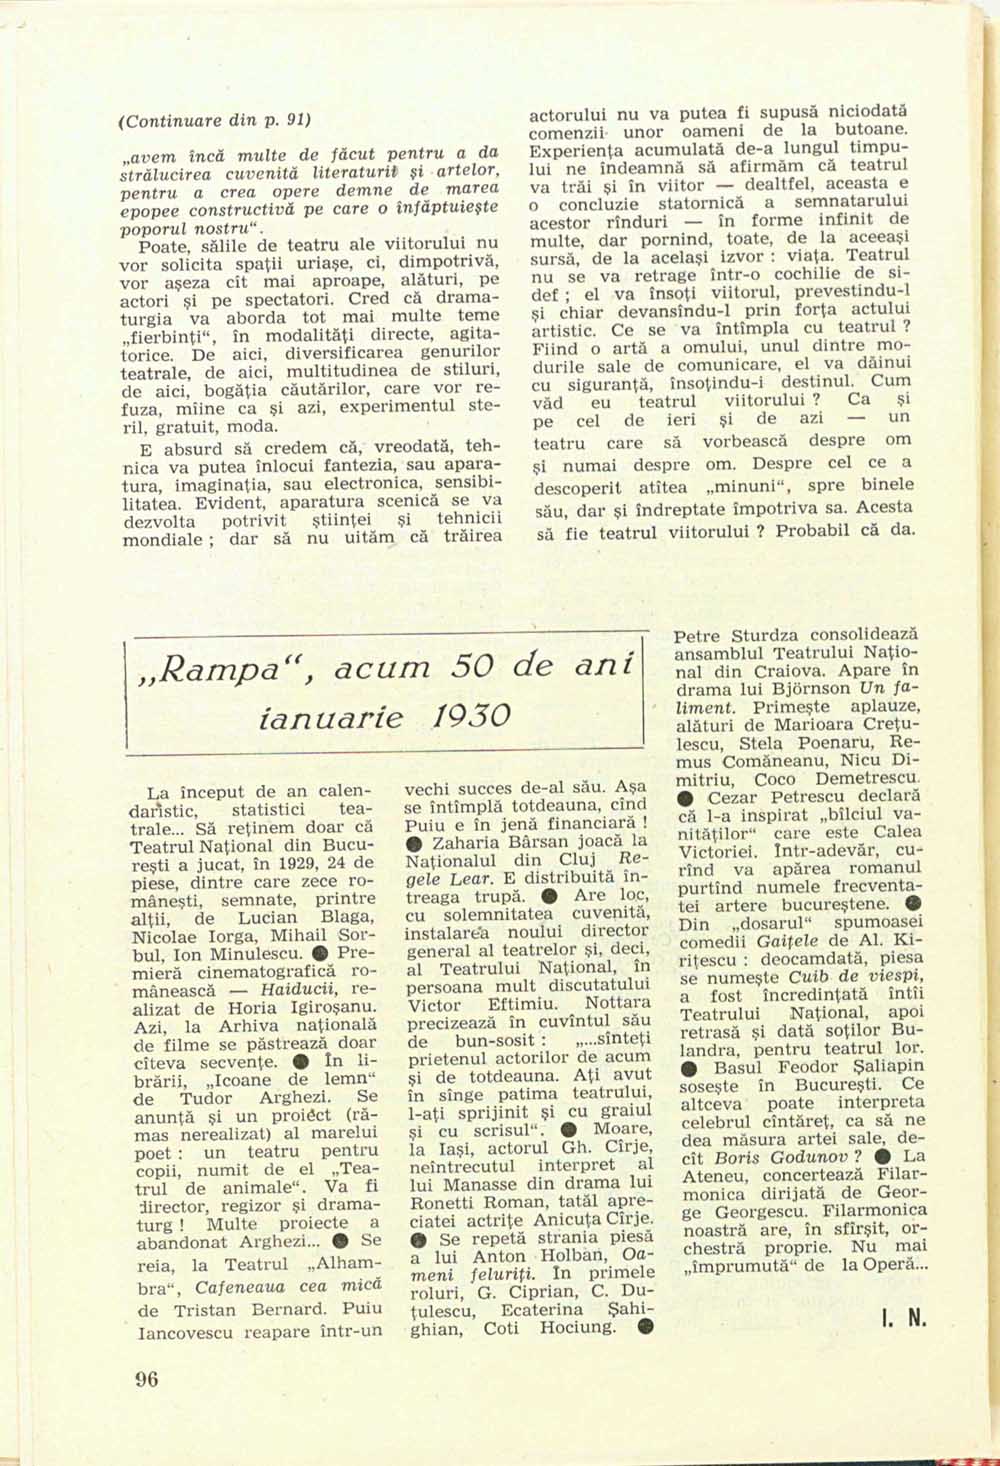 (Continuare din p. 91)
„avem încă multe de făcut pentru a da
strălucirea cuvenită literaturii și artelor,
pentru a crea opere demne de marea
epopee constructivă pe care o înfăptuiește
poporul nostru“.
Poate, sălile de teatru ale viitorului nu
vor solicita spații uriașe, ci, dimpotrivă,
vor așeza cît mai aproape, alături, pe
actori și pe spectatori. Cred că drama-
turgia va aborda tot mai multe teme
„fierbinți“, în modalități directe, agita-
torice. De aici, diversificarea genurilor
teatrale, de aici, multitudinea de stiluri,
de aici, bogăția căutărilor, care vor re-
fuza, mîine ca și azi, experimentul ste-
ril, gratuit, moda.
E absurd să credem că, vreodată, teh-
nica va putea înlocui fantezia, sau apara-
tura, imaginația, sau electronica, sensibi-
litatea. Evident, aparatura scenică se va
dezvolta potrivit științei și tehnicii
mondiale ; dar să nu uităm că trăirea
actorului nu va putea fi supusă niciodată
comenzii unor oameni de la butoane.
Experiența acumulată de-a lungul timpu-
lui ne îndeamnă să afirmăm că teatrul
va trăi și în viitor — dealtfel, aceasta e
o concluzie statornică a semnatarului
acestor rînduri — în forme infinit de
multe, dar pornind, toate, de la aceeași
sursă, de la același izvor : viața. Teatrul
nu se va retrage într-o cochilie de si-
def ; el va însoți viitorul, prevestindu-l
și chiar devansîndu-l prin forța actului
artistic. Ce se va întîmpla cu teatrul ?
Fiind o artă a omului, unul dintre mo-
durile sale de comunicare, el va dăinui
cu siguranță, însoțindu-i destinul. Cum
văd eu teatrul viitorului ? Ca și
pe cel de ieri și de azi — un
teatru care să vorbească despre om
și numai despre om. Despre cel ce a
descoperit atîtea „minuni“, spre binele
său, dar și îndreptate împotriva sa. Acesta
să fie teatrul viitorului ? Probabil că da.
„Rampa“, acum 50 de ani
ianuarie 1930
La început de an calen-
daristic, statistici tea-
trale... Să reținem doar că
Teatrul Național din Bucu-
rești a jucat, în 1929, 24 de
piese, dintre care zece ro-
mânești, semnate, printre
alții, de Lucian Blaga,
Nicolae Iorga, Mihail Sor-
bul, Ion Minulescu. ● Pre-
mieră cinematografică ro-
mânească — Haiducii, re-
alizat de Horia Igiroșanu.
Azi, la Arhiva națională
de filme se păstrează doar
cîteva secvențe. ● În li-
brării, „Icoane de lemn“
de Tudor Arghezi. Se
anunță și un proiect (ră-
mas nerealizat) al marelui
poet : un teatru pentru
copii, numit de el „Tea-
trul de animale“. Va fi
director, regizor și drama-
turg ! Multe proiecte a
abandonat Arghezi... ● Se
reia, la Teatrul „Alham-
bra“, Cafeneaua cea mică
de Tristan Bernard. Puiu
Iancovescu reapare într-un
vechi succes de-al său. Așa
se întîmplă totdeauna, cînd
Puiu e în jenă financiară !
● Zaharia Bârsan joacă la
Naționalul din Cluj Re-
gele Lear. E distribuită în-
treaga trupă. ● Are loc,
cu solemnitatea cuvenită,
instalarea noului director
general al teatrelor și, deci,
al Teatrului Național, în
persoana mult discutatului
Victor Eftimiu. Nottara
precizează în cuvîntul său
de bun-sosit : „...sînteți
prietenul actorilor de acum
și de totdeauna. Ați avut
în sînge patima teatrului,
l-ați sprijinit și cu graiul
și cu scrisul“. ● Moare,
la Iași, actorul Gh. Cîrje,
neîntrecutul interpret al
lui Manasse din drama lui
Ronetti Roman, tatăl apre-
ciatei actrițe Anicuța Cîrje.
● Se repetă strania piesă
a lui Anton Holban, Oa-
meni feluriți. În primele
roluri, G. Ciprian, C. Du-
țulescu, Ecaterina Șahi-
ghian, Coti Hociung. ●
Petre Sturdza consolidează
ansamblul Teatrului Națio-
nal din Craiova. Apare în
drama lui Björnson Un fa-
liment. Primește aplauze,
alături de Marioara Crețu-
lescu, Stela Poenaru, Re-
mus Comăneanu, Nicu Di-
mitriu, Coco Demetrescu.
● Cezar Petrescu declară
că l-a inspirat „bîlciul va-
nităților“ care este Calea
Victoriei. Într-adevăr, cu-
rînd va apărea romanul
purtînd numele frecventa-
tei artere bucureștene. ●
Din „dosarul“ spumoasei
comedii Gaițele de Al. Ki-
rițescu : deocamdată, piesa
se numește Cuib de viespi,
a fost încredințată întîi
Teatrului Național, apoi
retrasă și dată soților Bu-
landra, pentru teatrul lor.
● Basul Feodor Șaliapin
sosește în București. Ce
altceva poate interpreta
celebrul cîntăreț, ca să ne
dea măsura artei sale, de-
cît Boris Godunov ? ● La
Ateneu, concertează Filar-
monica dirijată de Geor-
ge Georgescu. Filarmonica
noastră are, în sfîrșit, or-
chestră proprie. Nu mai
„împrumută“ de la Operă...
I. N.
96